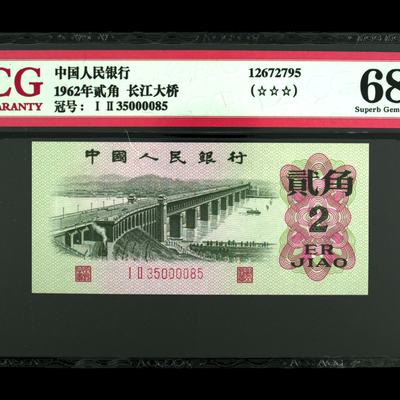 CG
ARANTY
中国人民银行
1962年贰角 长江大桥
冠号: I II 35000085
12672795
(☆☆☆)
68
Superb Gem
中國人民銀行
貳角
2
ER
JIAO
I II 35000085